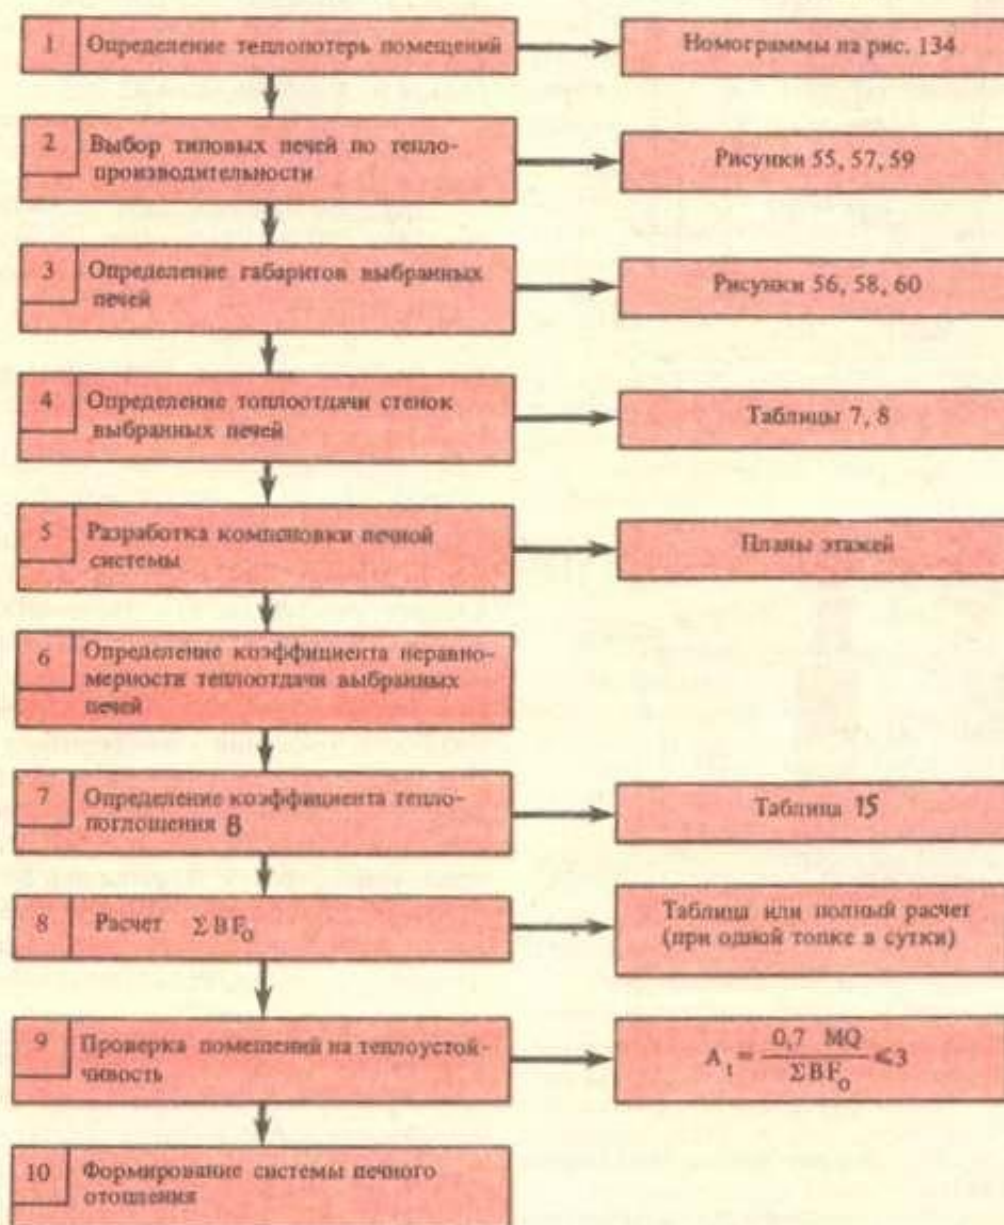 1 Определение теплопотерь помещений
Номограммы на рис. 134
2 Выбор типовых печей по тепло-
производительности
Рисунки 55, 57, 59
3 Определение габаритов выбранных
печей
Рисунки 56, 58, 60
4 Определение топлоотдачи стенок
выбранных печей
Таблицы 7, 8
5 Разработка компоновки печной
системы
Планы этажей
6 Определение коэффициента неравно-
мерности теплоотдачи выбранных
печей
7 Определение коэффициента тепло-
поглощения B
Таблица 15
8 Расчет ΣBF₀
Таблица или полный расчет
(при одной топке в сутки)
9 Проверка помещений на теплоустой-
чивость
A_t = 0,7 MQ / ΣBF₀ ⩽ 3
10 Формирование системы печного
отопления